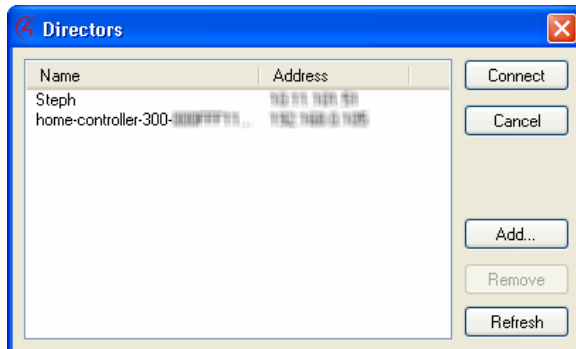 Directors
Name Address
Steph
home-controller-300-
Connect
Cancel
Add...
Remove
Refresh